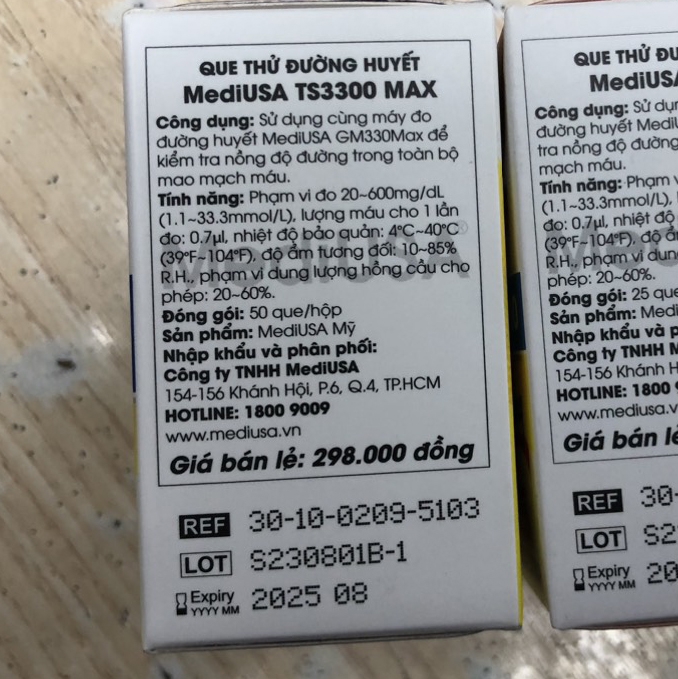 QUE THỬ ĐƯỜNG HUYẾT
MediUSA TS3300 MAX
Công dụng: Sử dụng cùng máy đo
đường huyết MediUSA GM330Max để
kiểm tra nồng độ đường trong toàn bộ
mao mạch máu.
Tính năng: Phạm vi đo 20~600mg/dL
(1.1~33.3mmol/L), lượng máu cho 1 lần
đo: 0.7µl, nhiệt độ bảo quản: 4°C~40°C
(39°F~104°F), độ ẩm tương đối: 10~85%
R.H., phạm vi dung lượng hồng cầu cho
phép: 20~60%.
Đóng gói: 50 que/hộp
Sản phẩm: MediUSA Mỹ
Nhập khẩu và phân phối:
Công ty TNHH MediUSA
154-156 Khánh Hội, P.6, Q.4, TP.HCM
HOTLINE: 1800 9009
www.mediusa.vn
Giá bán lẻ: 298.000 đồng
MediUSA®
REF 30-10-0209-5103
LOT S230801B-1
Expiry YYYY MM 2025 08
QUE THỬ
MediUSA
Công dụng: Sử
đường huyết
tra nồng độ đường
mạch máu.
Tính năng: Phạm
(1.1~33.3mmol/L),
đo: 0.7µl, nhiệt độ
(39°F~104°F), độ
R.H., phạm vi
phép: 20~60%.
Đóng gói: 25 que
Sản phẩm:
Nhập khẩu và
Công ty TNHH
154-156 Khánh
HOTLINE: 1800
www.mediusa.v
Giá bán
REF 30-
LOT S2
Expiry YYYY MM 20